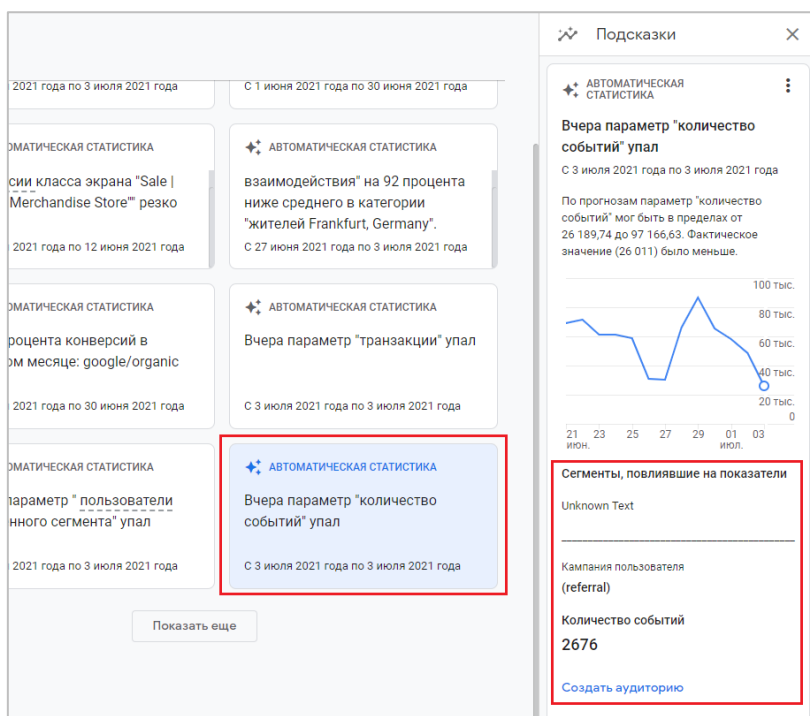 2021 года по 3 июля 2021 года
С 1 июня 2021 года по 30 июня 2021 года
ОМАТИЧЕСКАЯ СТАТИСТИКА
сии класса экрана "Sale |
Merchandise Store"" резко
2021 года по 12 июня 2021 года
АВТОМАТИЧЕСКАЯ СТАТИСТИКА
взаимодействия" на 92 процента
ниже среднего в категории
"жителей Frankfurt, Germany".
С 27 июня 2021 года по 3 июля 2021 года
ОМАТИЧЕСКАЯ СТАТИСТИКА
роцента конверсий в
ом месяце: google/organic
2021 года по 30 июня 2021 года
АВТОМАТИЧЕСКАЯ СТАТИСТИКА
Вчера параметр "транзакции" упал
С 3 июля 2021 года по 3 июля 2021 года
ОМАТИЧЕСКАЯ СТАТИСТИКА
параметр " пользователи
нного сегмента" упал
2021 года по 3 июля 2021 года
АВТОМАТИЧЕСКАЯ СТАТИСТИКА
Вчера параметр "количество
событий" упал
С 3 июля 2021 года по 3 июля 2021 года
Показать еще
Подсказки
АВТОМАТИЧЕСКАЯ
СТАТИСТИКА
Вчера параметр "количество
событий" упал
С 3 июля 2021 года по 3 июля 2021 года
По прогнозам параметр "количество
событий" мог быть в пределах от
26 189,74 до 97 166,63. Фактическое
значение (26 011) было меньше.
100 тыс.
80 тыс.
60 тыс.
40 тыс.
20 тыс.
0
21 23 25 27 29 01 03
июн. июл.
Сегменты, повлиявшие на показатели
Unknown Text
Кампания пользователя
(referral)
Количество событий
2676
Создать аудиторию